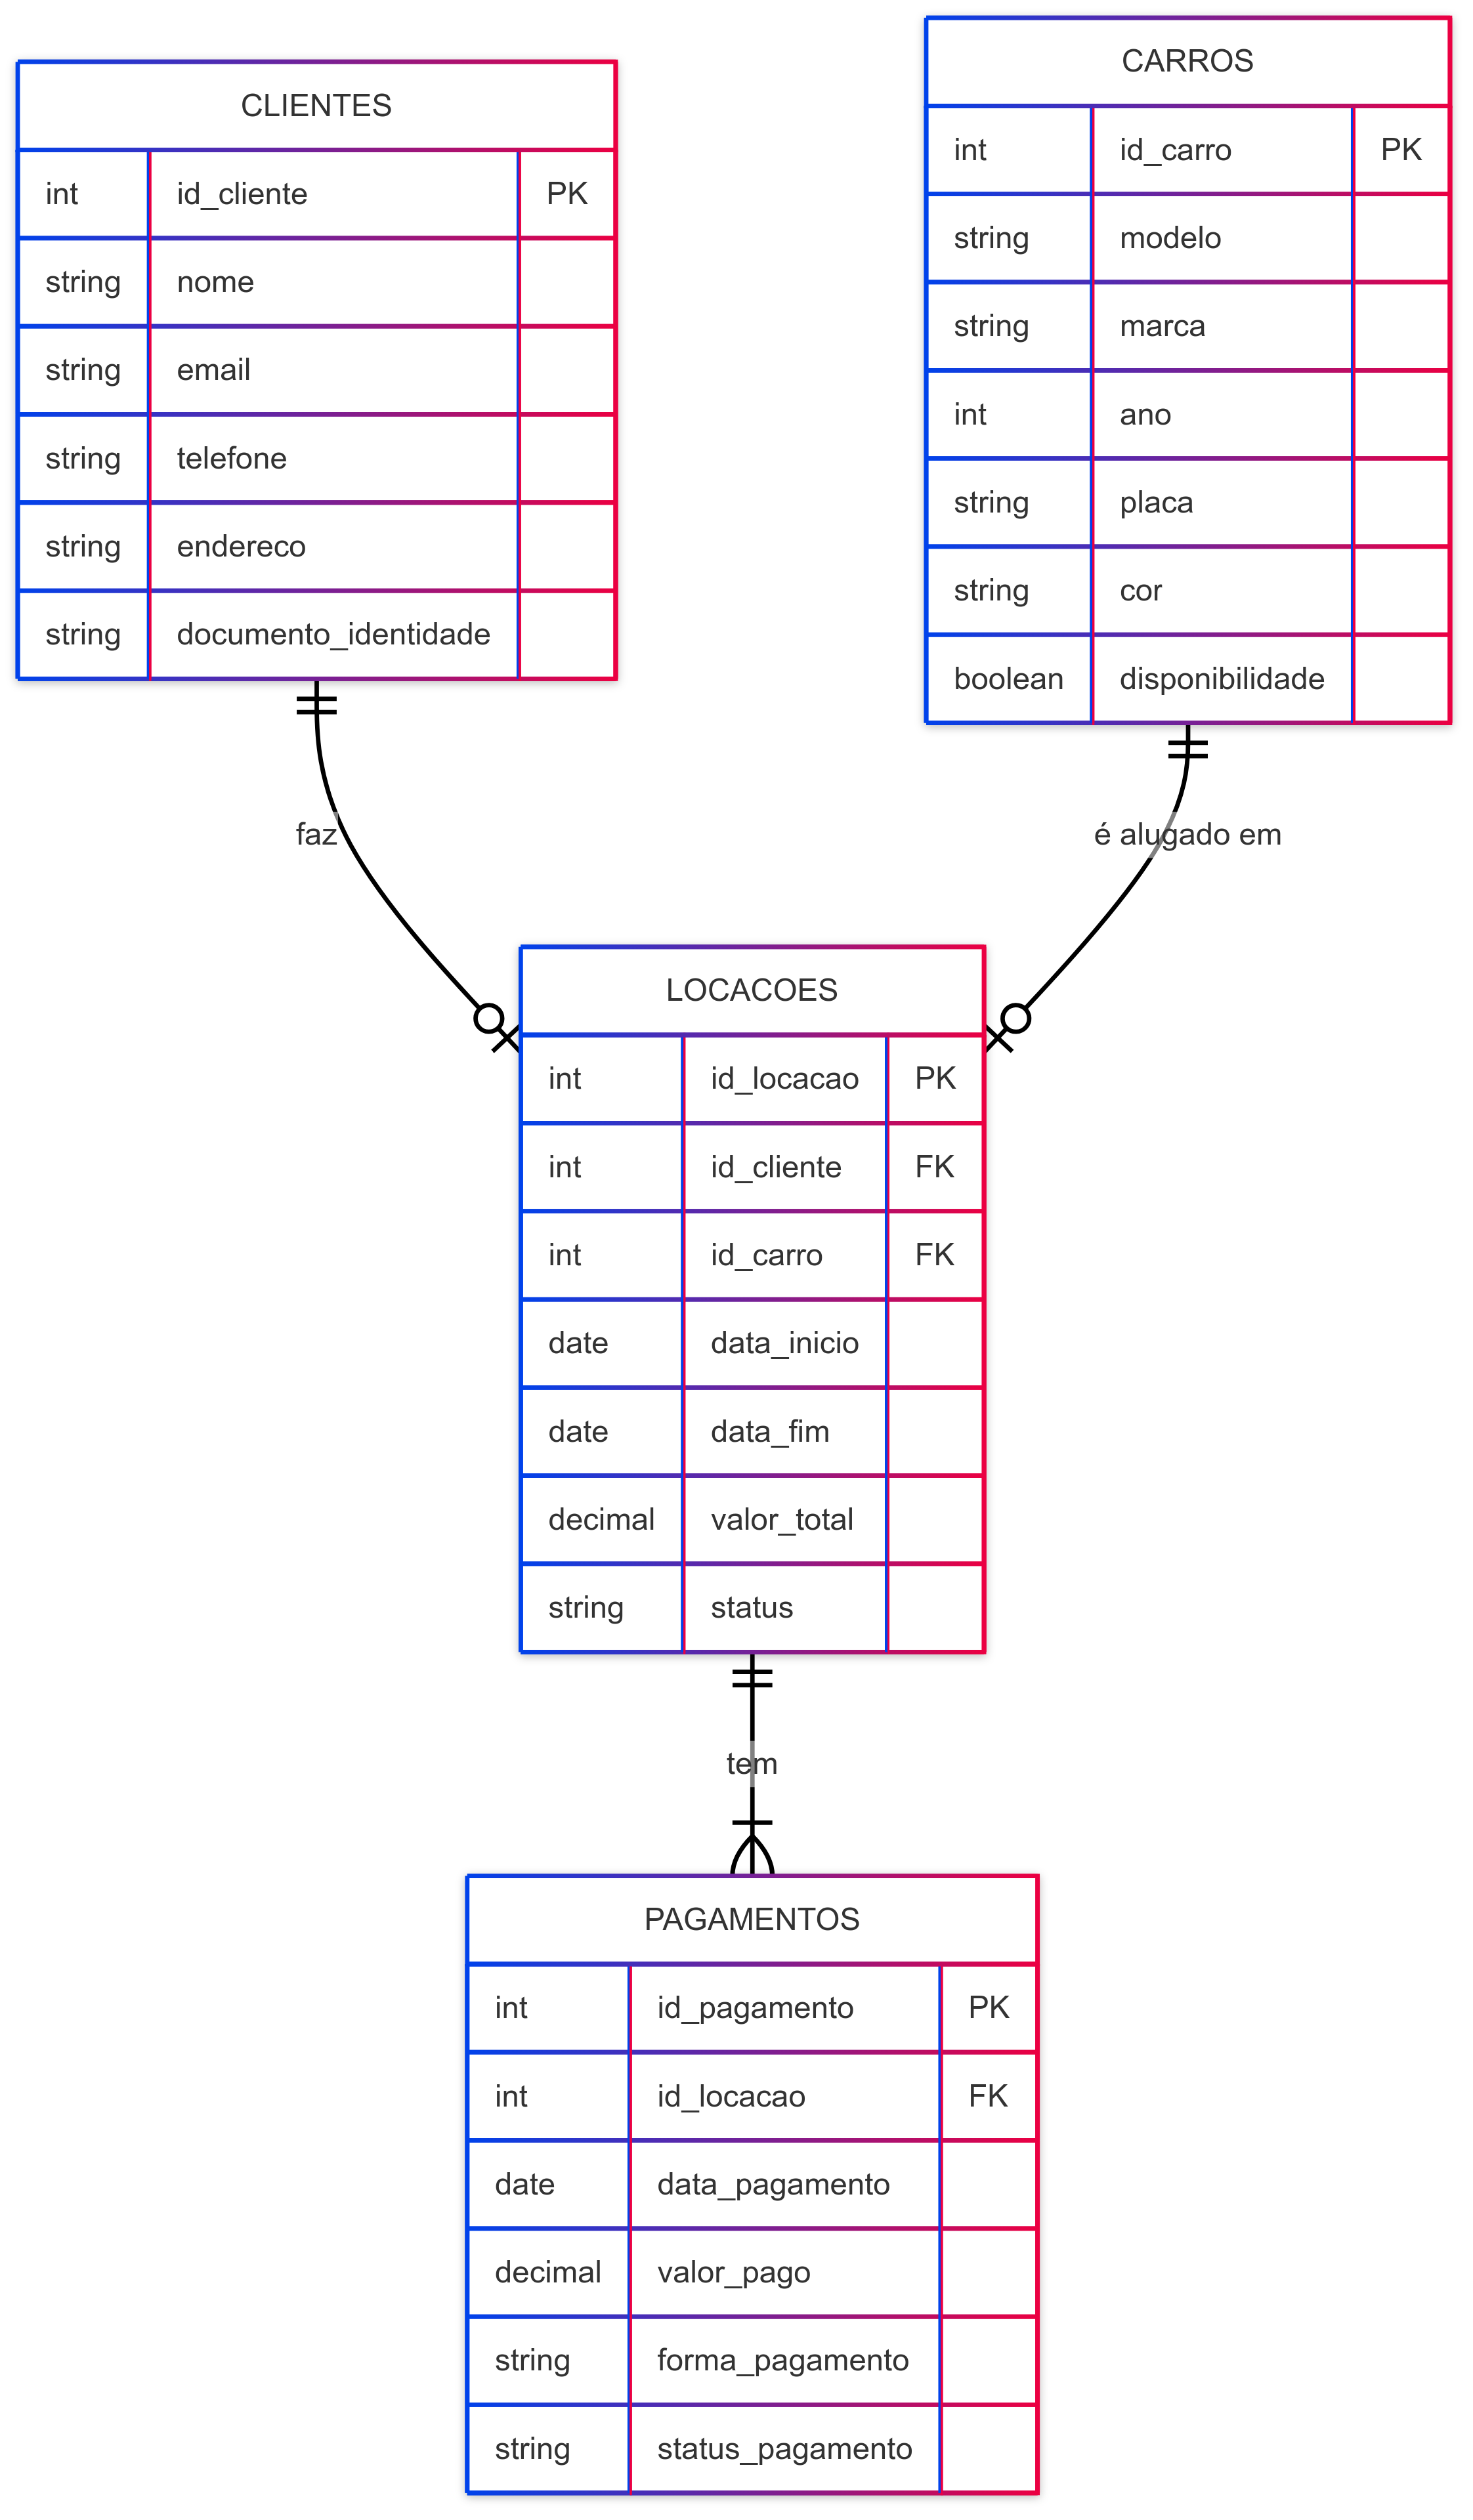 CLIENTES
int id_cliente PK
string nome
string email
string telefone
string endereco
string documento_identidade
CARROS
int id_carro PK
string modelo
string marca
int ano
string placa
string cor
boolean disponibilidade
faz
é alugado em
LOCACOES
int id_locacao PK
int id_cliente FK
int id_carro FK
date data_inicio
date data_fim
decimal valor_total
string status
tem
PAGAMENTOS
int id_pagamento PK
int id_locacao FK
date data_pagamento
decimal valor_pago
string forma_pagamento
string status_pagamento